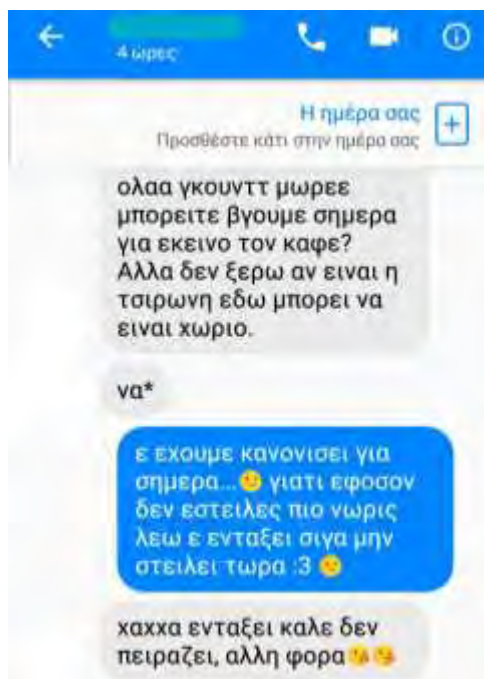 4 ώρες
Η ημέρα σας
Προσθέστε κάτι στην ημέρα σας
ολαα γκουνττ μωρεε
μπορειτε βγουμε σημερα
για εκεινο τον καφε?
Αλλα δεν ξερω αν ειναι η
τσιρωνη εδω μπορει να
ειναι χωριο.
να*
ε εχουμε κανονισει για
σημερα...😕 γιατι εφοσον
δεν εστειλες πιο νωρις
λεω ε ενταξει σιγα μην
στειλει τωρα :3 😕
χαχχα ενταξει καλε δεν
πειραζει, αλλη φορα😘😘